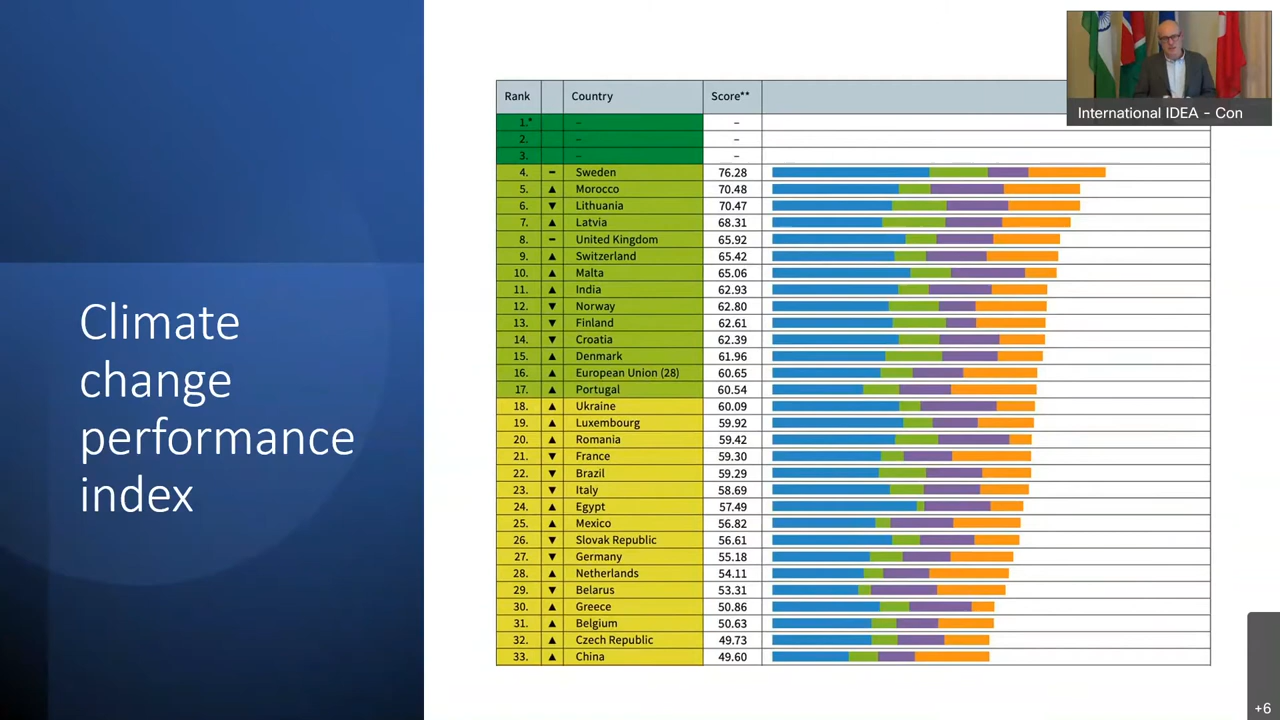 Climate
change
performance
index
Rank Country Score**
1.* – –
2. – –
3. – –
4. – Sweden 76.28
5. ▲ Morocco 70.48
6. ▼ Lithuania 70.47
7. ▲ Latvia 68.31
8. – United Kingdom 65.92
9. ▲ Switzerland 65.42
10. ▲ Malta 65.06
11. ▲ India 62.93
12. ▼ Norway 62.80
13. ▼ Finland 62.61
14. ▼ Croatia 62.39
15. ▲ Denmark 61.96
16. ▲ European Union (28) 60.65
17. ▲ Portugal 60.54
18. ▲ Ukraine 60.09
19. ▲ Luxembourg 59.92
20. ▲ Romania 59.42
21. ▼ France 59.30
22. ▼ Brazil 59.29
23. ▼ Italy 58.69
24. ▲ Egypt 57.49
25. ▲ Mexico 56.82
26. ▼ Slovak Republic 56.61
27. ▼ Germany 55.18
28. ▲ Netherlands 54.11
29. ▼ Belarus 53.31
30. ▲ Greece 50.86
31. ▲ Belgium 50.63
32. ▲ Czech Republic 49.73
33. ▲ China 49.60
International IDEA - Con
+6